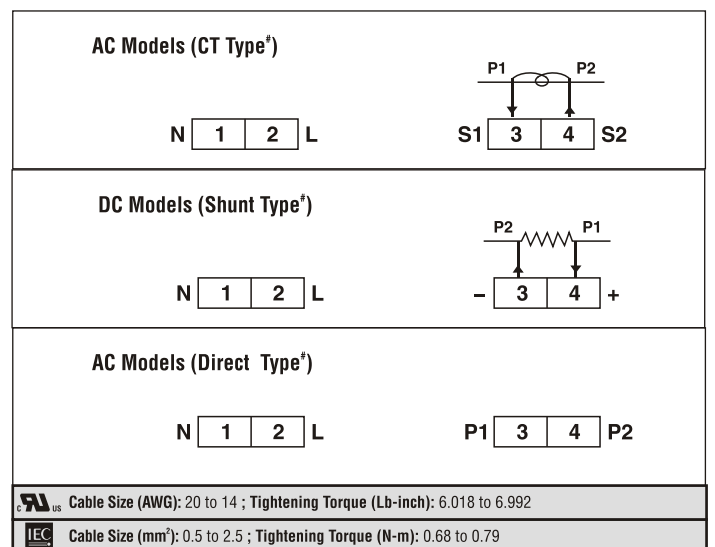 AC Models (CT Type#)
P1 P2
N 1 2 L
S1 3 4 S2
DC Models (Shunt Type#)
P2 P1
N 1 2 L
– 3 4 +
AC Models (Direct Type#)
N 1 2 L
P1 3 4 P2
c RU us Cable Size (AWG): 20 to 14 ; Tightening Torque (Lb-inch): 6.018 to 6.992
IEC Cable Size (mm²): 0.5 to 2.5 ; Tightening Torque (N-m): 0.68 to 0.79